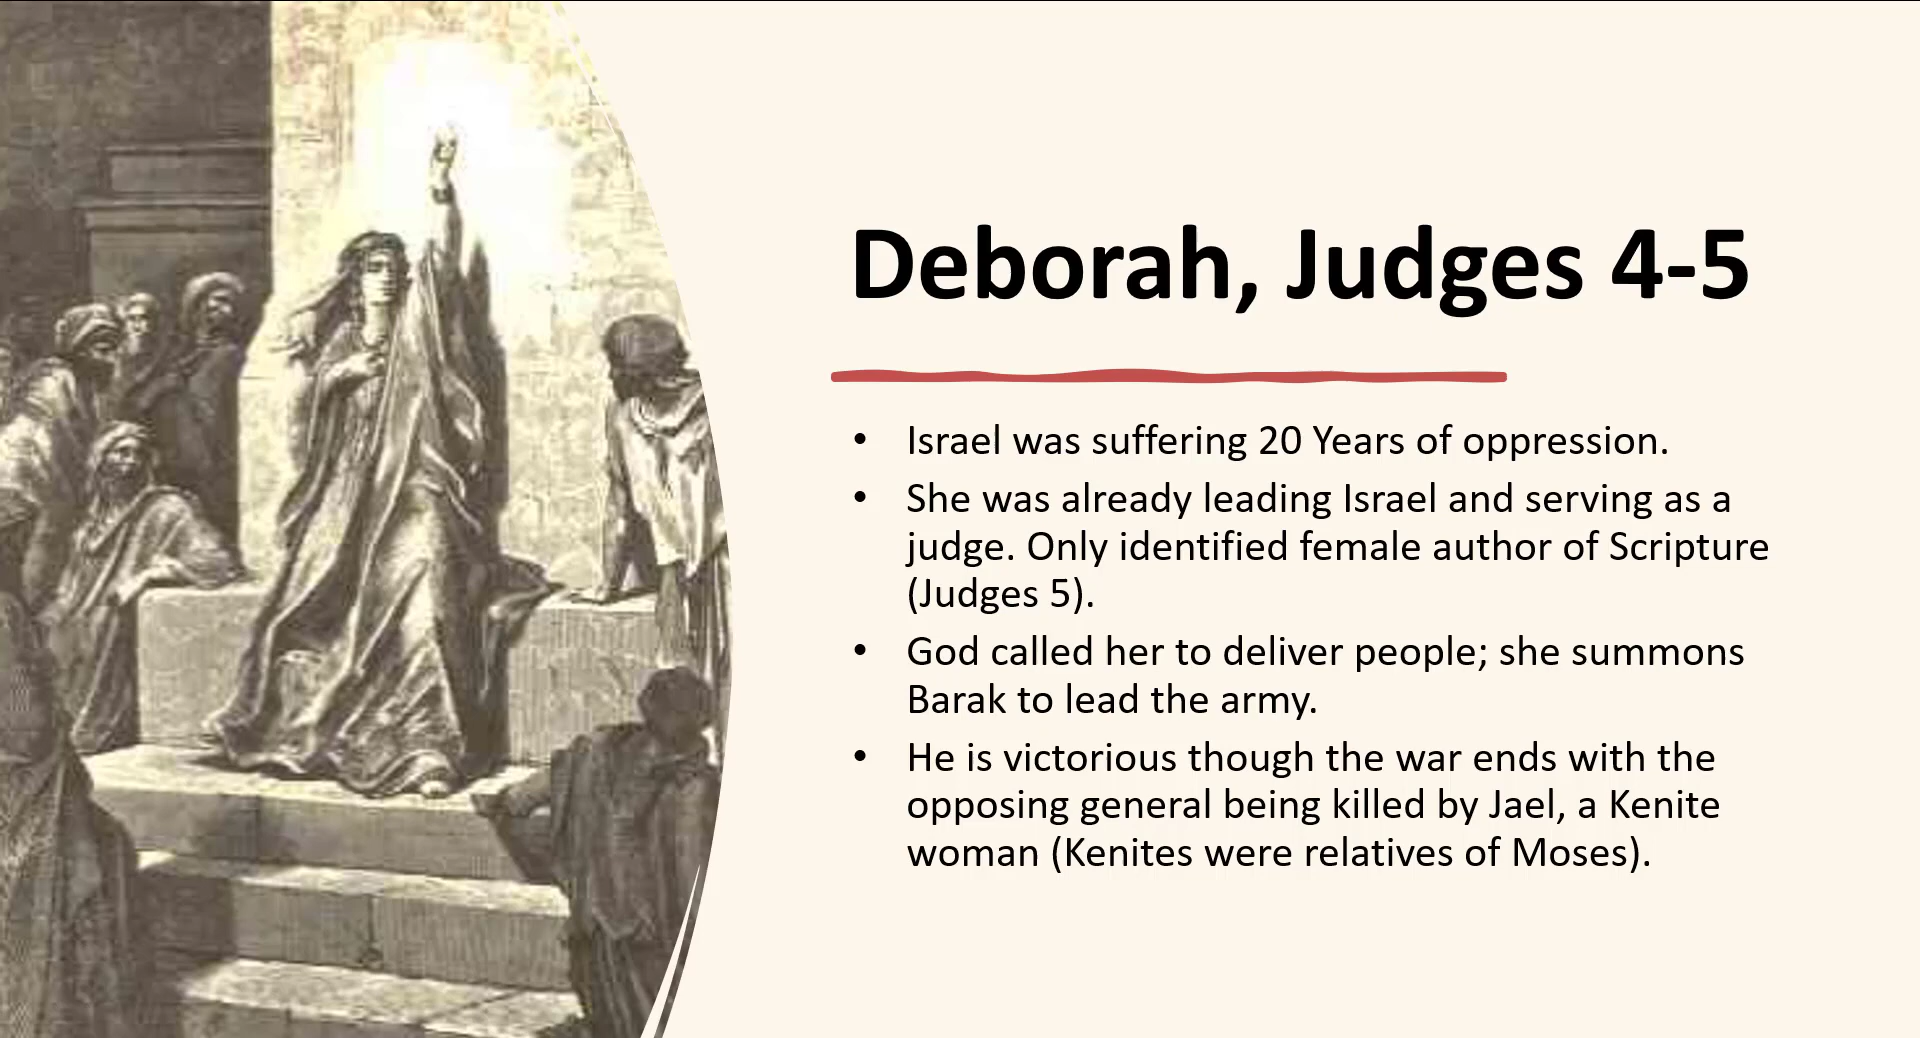 Deborah, Judges 4-5
• Israel was suffering 20 Years of oppression.
• She was already leading Israel and serving as a
judge. Only identified female author of Scripture
(Judges 5).
• God called her to deliver people; she summons
Barak to lead the army.
• He is victorious though the war ends with the
opposing general being killed by Jael, a Kenite
woman (Kenites were relatives of Moses).